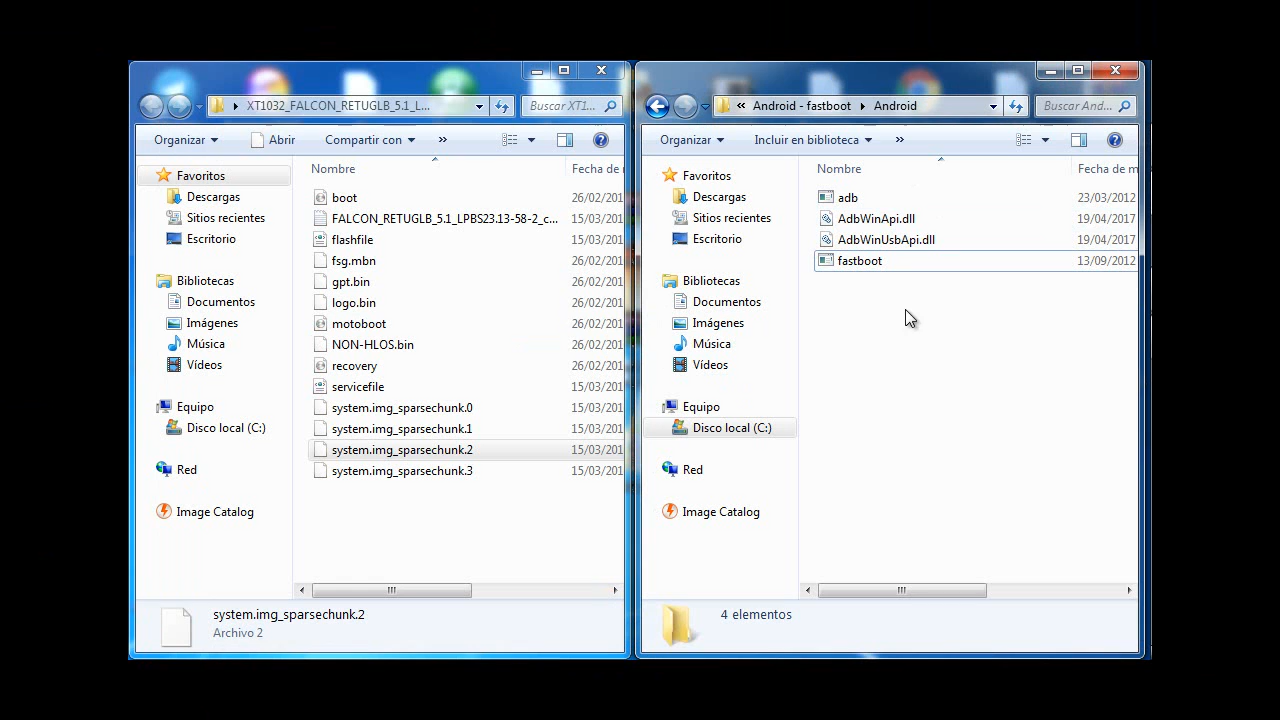 XT1032_FALCON_RETUGLB_5.1_L...
Buscar XT1...
Organizar
Abrir
Compartir con
»
Favoritos
Descargas
Sitios recientes
Escritorio
Bibliotecas
Documentos
Imágenes
Música
Vídeos
Equipo
Disco local (C:)
Red
Image Catalog
Nombre
Fecha de m
boot
26/02/201
FALCON_RETUGLB_5.1_LPBS23.13-58-2_c...
15/03/201
flashfile
15/03/201
fsg.mbn
26/02/201
gpt.bin
26/02/201
logo.bin
26/02/201
motoboot
26/02/201
NON-HLOS.bin
26/02/201
recovery
26/02/201
servicefile
15/03/201
system.img_sparsechunk.0
15/03/201
system.img_sparsechunk.1
15/03/201
system.img_sparsechunk.2
15/03/201
system.img_sparsechunk.3
15/03/201
system.img_sparsechunk.2
Archivo 2
« Android - fastboot Android
Buscar And...
Organizar
Incluir en biblioteca
»
Favoritos
Descargas
Sitios recientes
Escritorio
Bibliotecas
Documentos
Imágenes
Música
Vídeos
Equipo
Disco local (C:)
Red
Image Catalog
Nombre
Fecha de m
adb
23/03/2012
AdbWinApi.dll
19/04/2017
AdbWinUsbApi.dll
19/04/2017
fastboot
13/09/2012
4 elementos